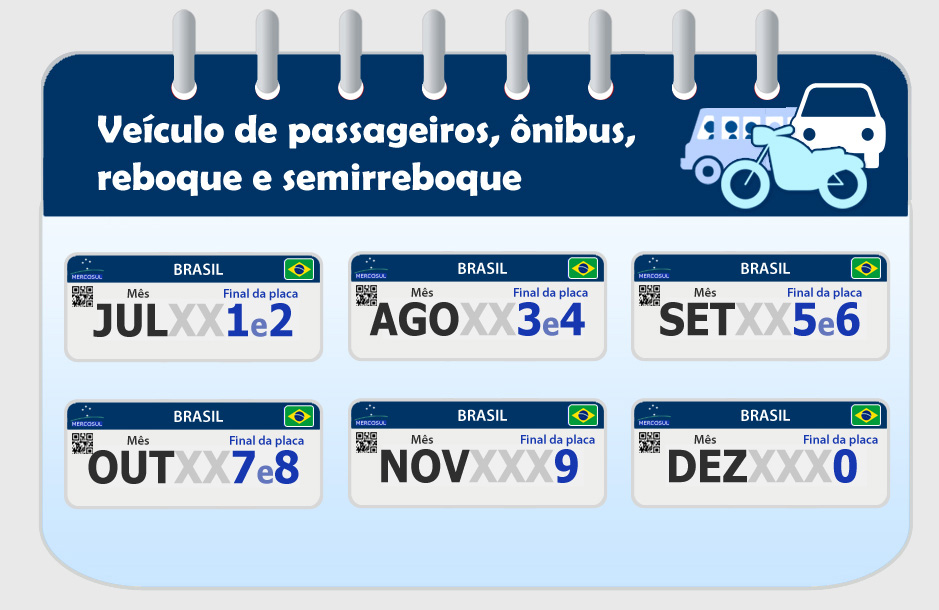 Veículo de passageiros, ônibus,
reboque e semirreboque
MERCOSUL BRASIL
Mês Final da placa
JULXX1e2
MERCOSUL BRASIL
Mês Final da placa
AGOXX3e4
MERCOSUL BRASIL
Mês Final da placa
SETXX5e6
MERCOSUL BRASIL
Mês Final da placa
OUTXX7e8
MERCOSUL BRASIL
Mês Final da placa
NOVXXX9
MERCOSUL BRASIL
Mês Final da placa
DEZXXX0